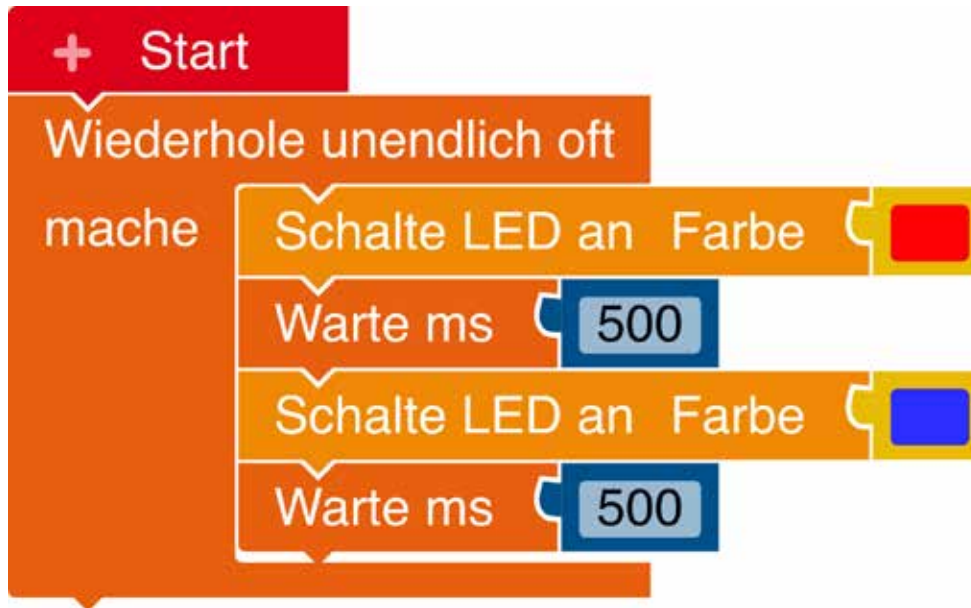 + Start
Wiederhole unendlich oft
mache
Schalte LED an Farbe
Warte ms 500
Schalte LED an Farbe
Warte ms 500